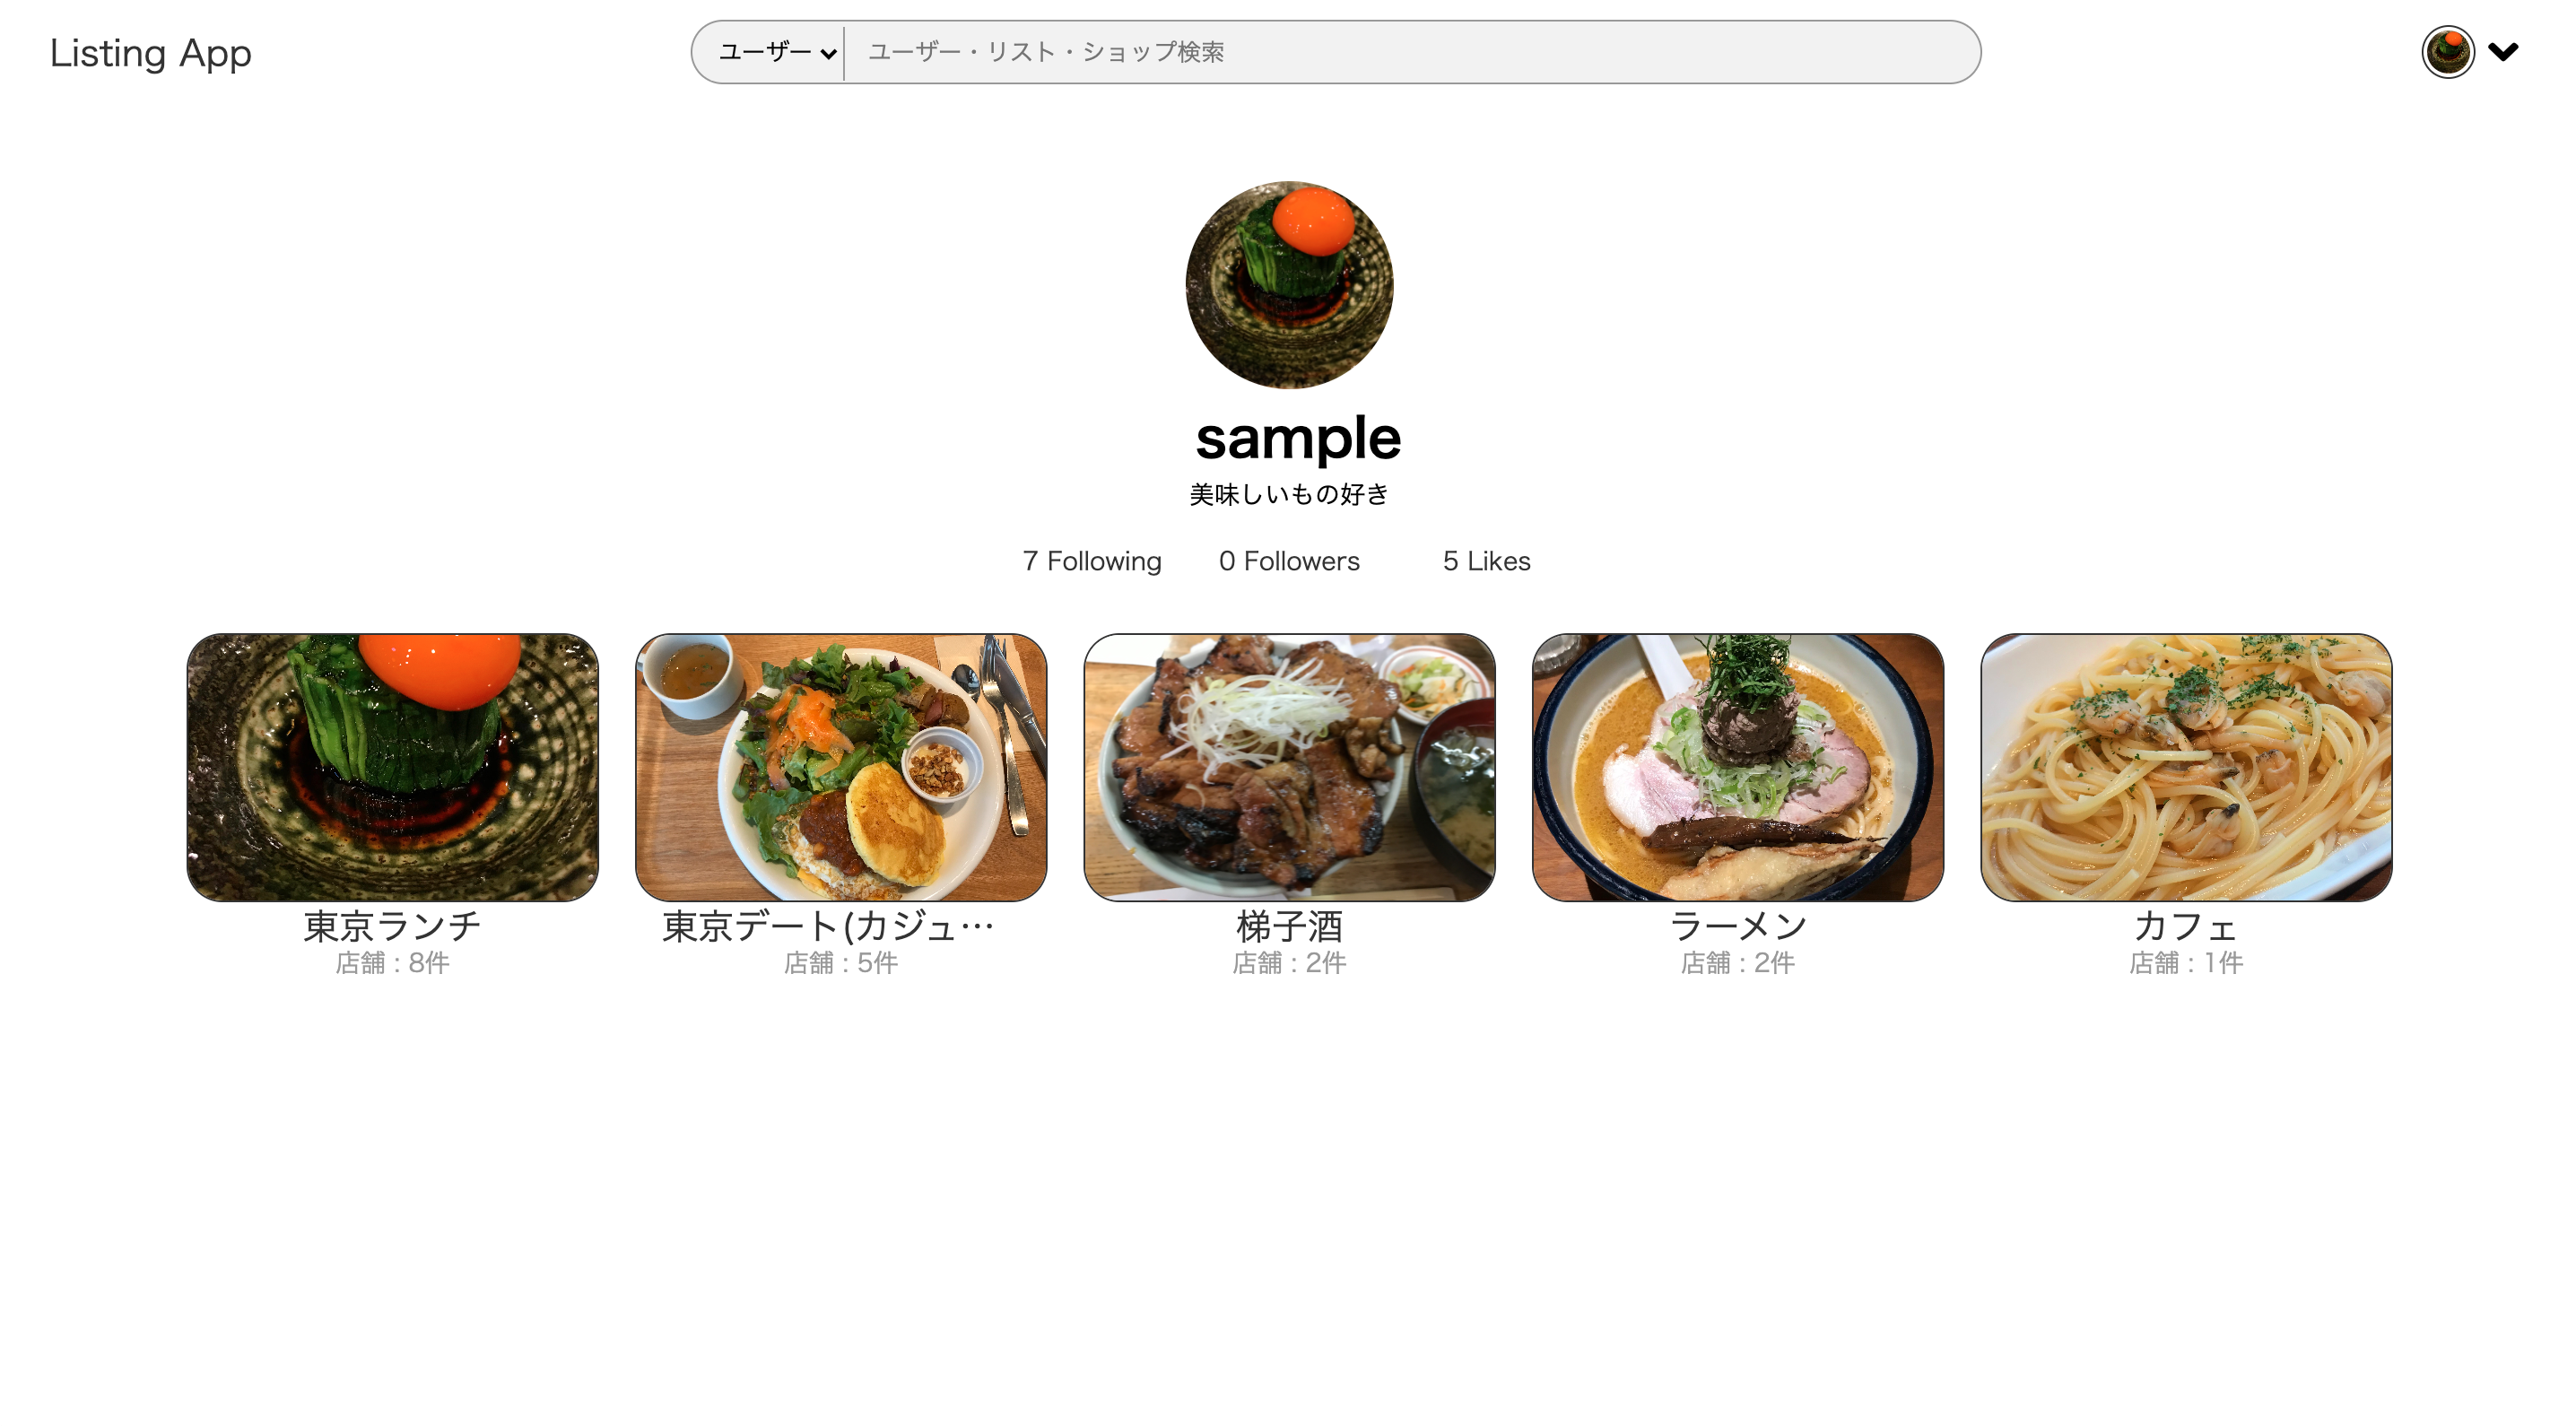 Listing App
ユーザー
ユーザー・リスト・ショップ検索
sample
美味しいもの好き
7 Following 0 Followers 5 Likes
東京ランチ
店舗 : 8件
東京デート(カジュ…
店舗 : 5件
梯子酒
店舗 : 2件
ラーメン
店舗 : 2件
カフェ
店舗 : 1件